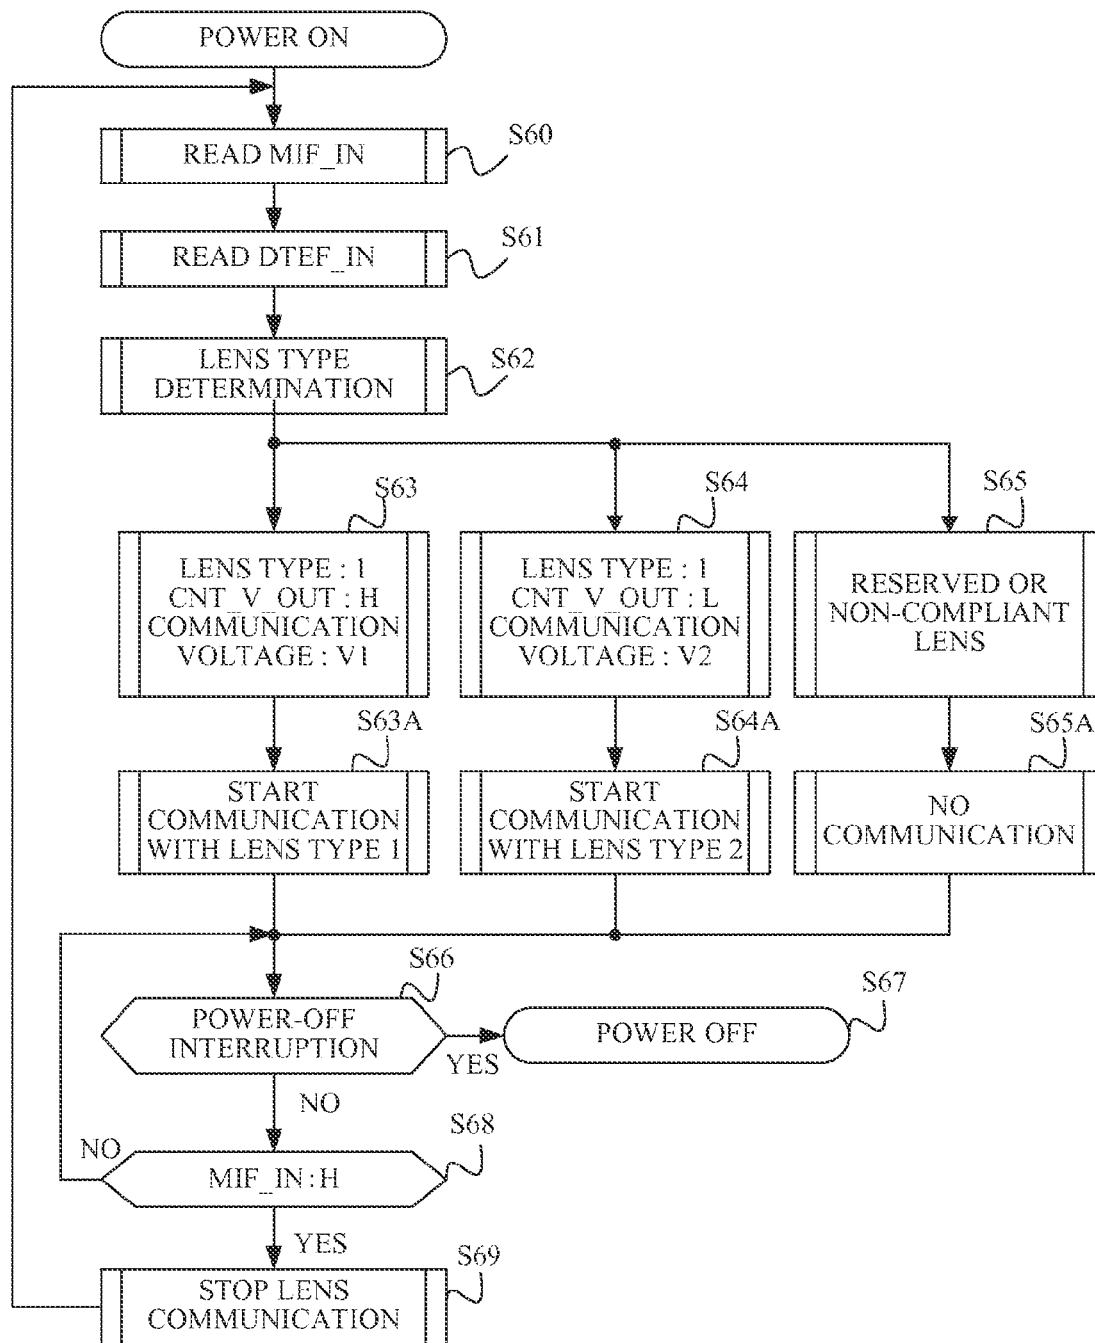 POWER ON
READ MIF_IN
S60
READ DTEF_IN
S61
LENS TYPE
DETERMINATION
S62
S63
LENS TYPE : 1
CNT_V_OUT : H
COMMUNICATION
VOLTAGE : V1
S64
LENS TYPE : 1
CNT_V_OUT : L
COMMUNICATION
VOLTAGE : V2
S65
RESERVED OR
NON-COMPLIANT
LENS
S63A
START
COMMUNICATION
WITH LENS TYPE 1
S64A
START
COMMUNICATION
WITH LENS TYPE 2
S65A
NO
COMMUNICATION
S66
POWER-OFF
INTERRUPTION
YES
S67
POWER OFF
NO
S68
NO
MIF_IN : H
YES
S69
STOP LENS
COMMUNICATION